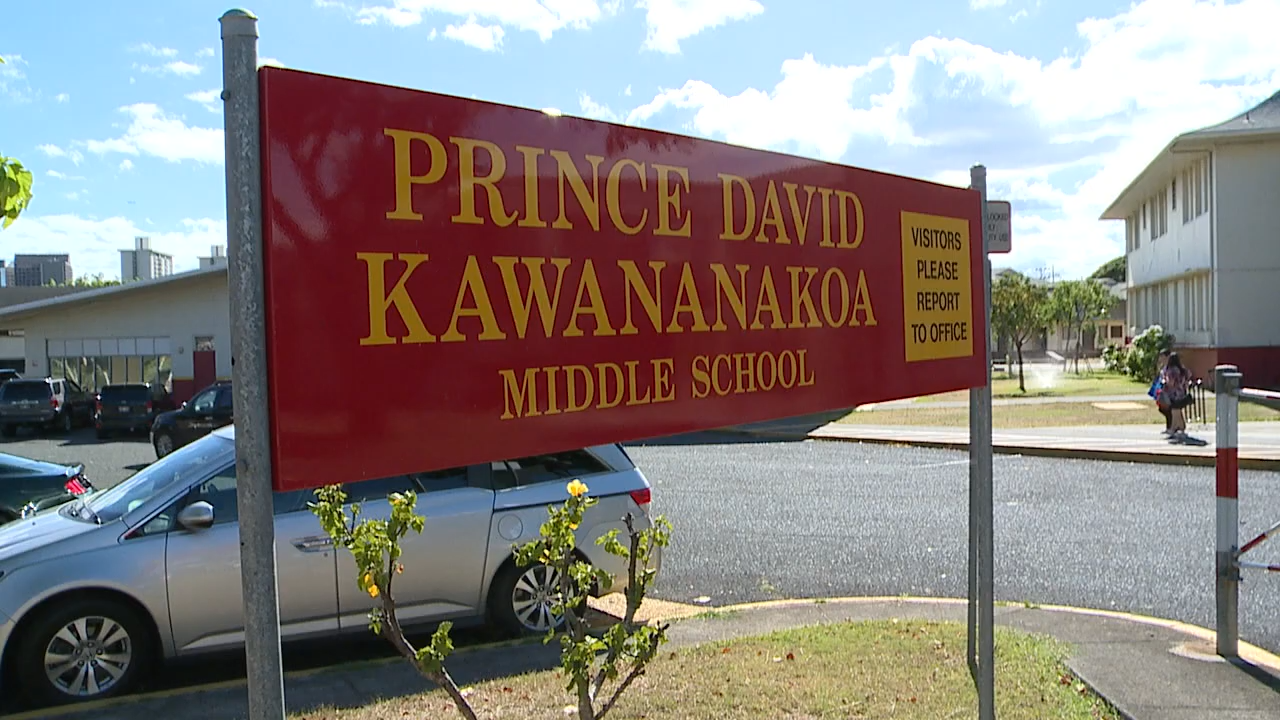 PRINCE DAVID
KAWANANAKOA
MIDDLE SCHOOL
VISITORS
PLEASE
REPORT
TO OFFICE